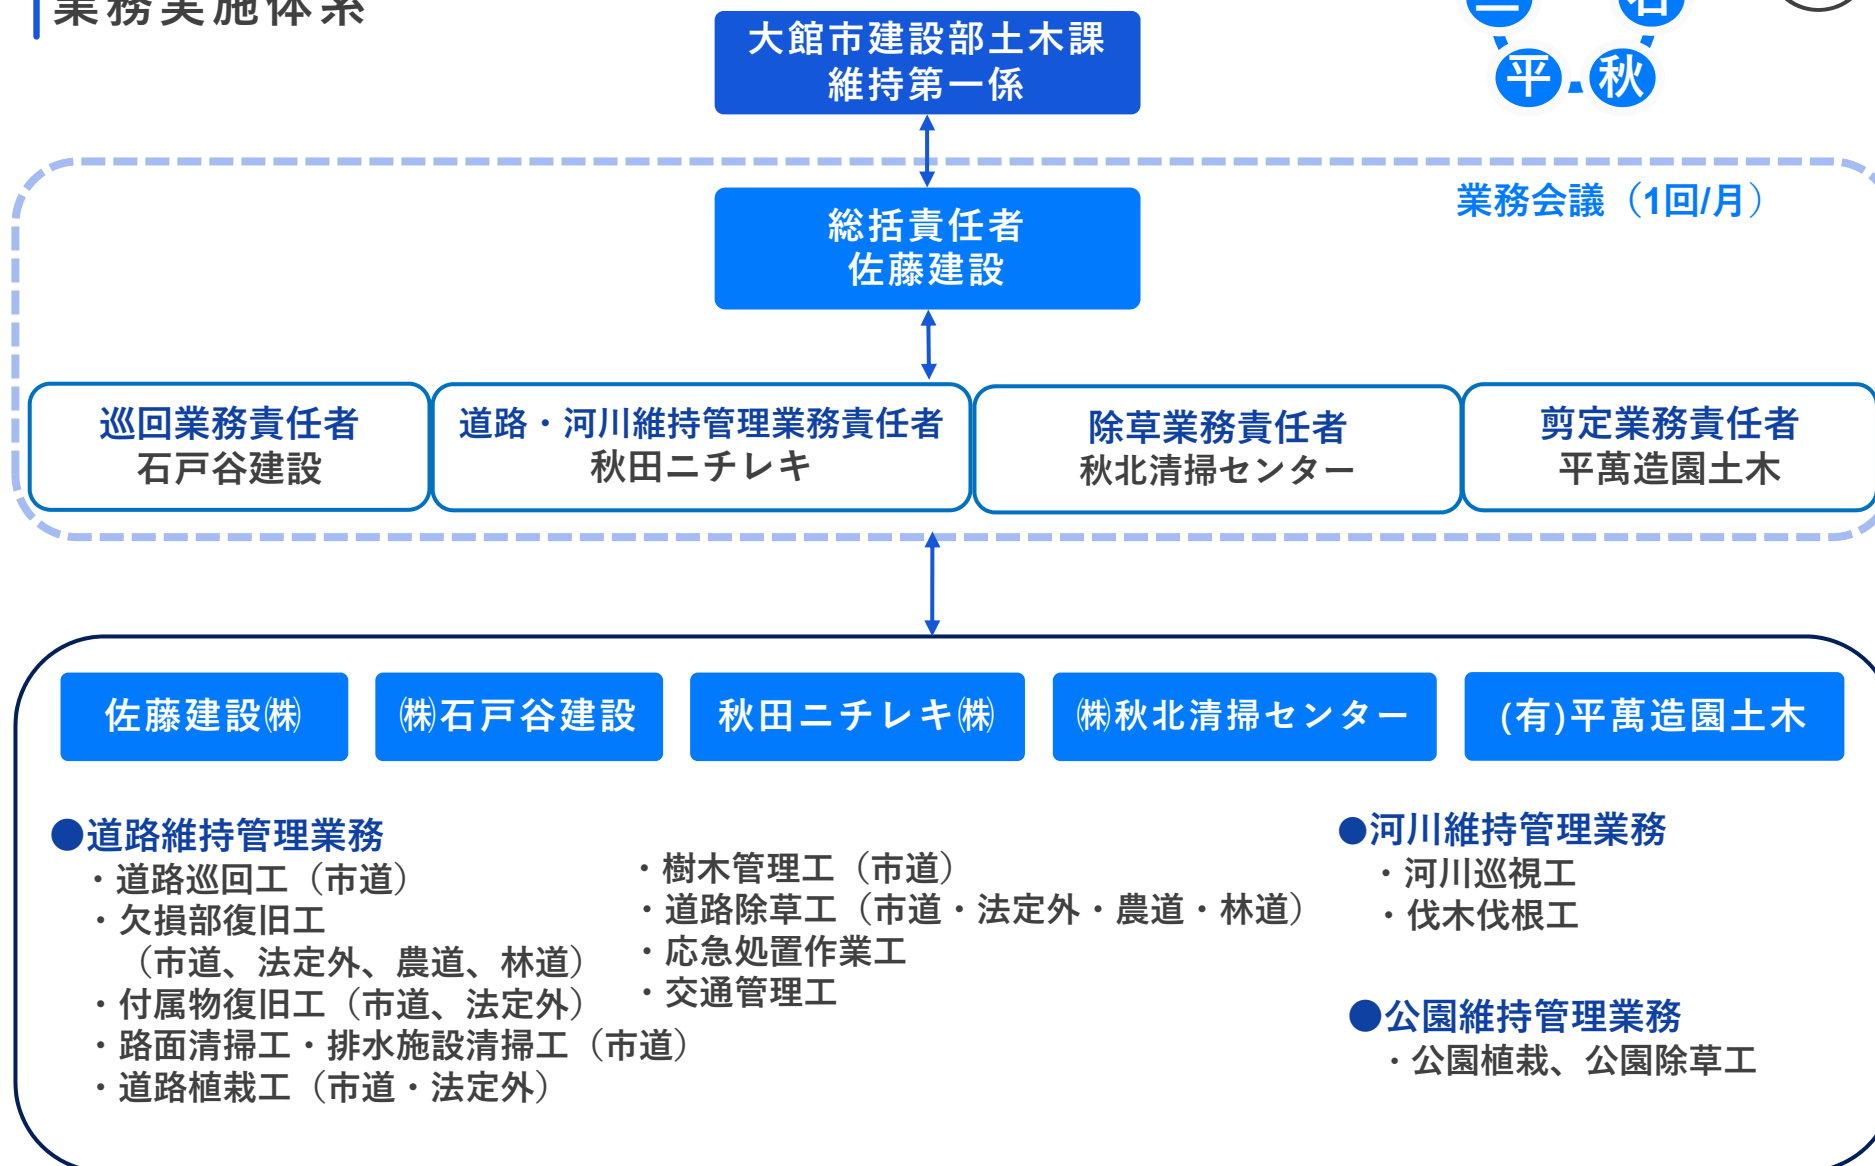 業務実施体系
石
平
秋
大館市建設部土木課
維持第一係
業務会議（1回/月）
総括責任者
佐藤建設
巡回業務責任者
石戸谷建設
道路・河川維持管理業務責任者
秋田ニチレキ
除草業務責任者
秋北清掃センター
剪定業務責任者
平萬造園土木
佐藤建設㈱
㈱石戸谷建設
秋田ニチレキ㈱
㈱秋北清掃センター
(有)平萬造園土木
●道路維持管理業務
・道路巡回工（市道）
・欠損部復旧工
（市道、法定外、農道、林道）
・付属物復旧工（市道、法定外）
・路面清掃工・排水施設清掃工（市道）
・道路植栽工（市道・法定外）
・樹木管理工（市道）
・道路除草工（市道・法定外・農道・林道）
・応急処置作業工
・交通管理工
●河川維持管理業務
・河川巡視工
・伐木伐根工
●公園維持管理業務
・公園植栽、公園除草工